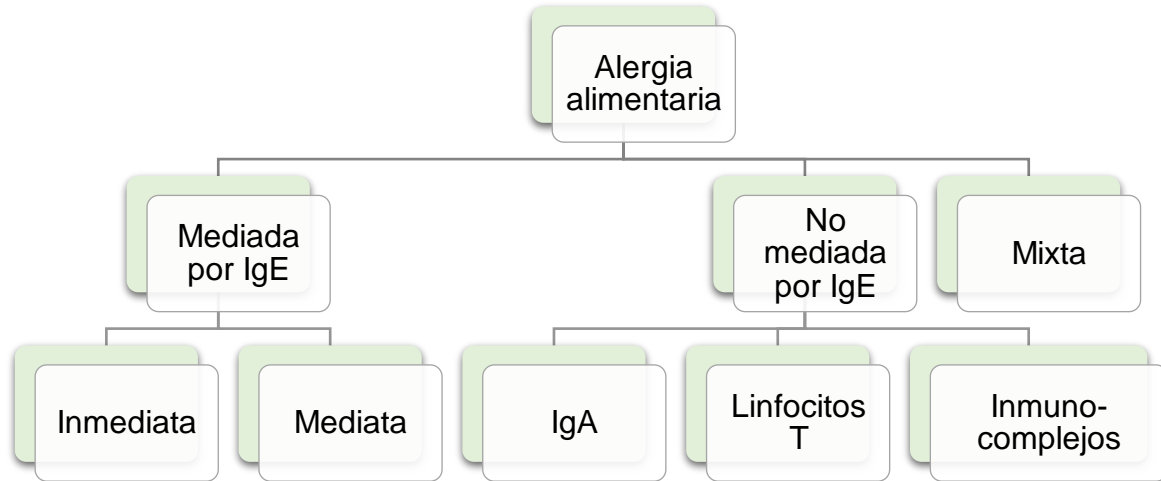 Alergia
alimentaria
Mediada
por IgE
No
mediada
por IgE
Mixta
Inmediata
Mediata
IgA
Linfocitos
T
Inmuno-
complejos